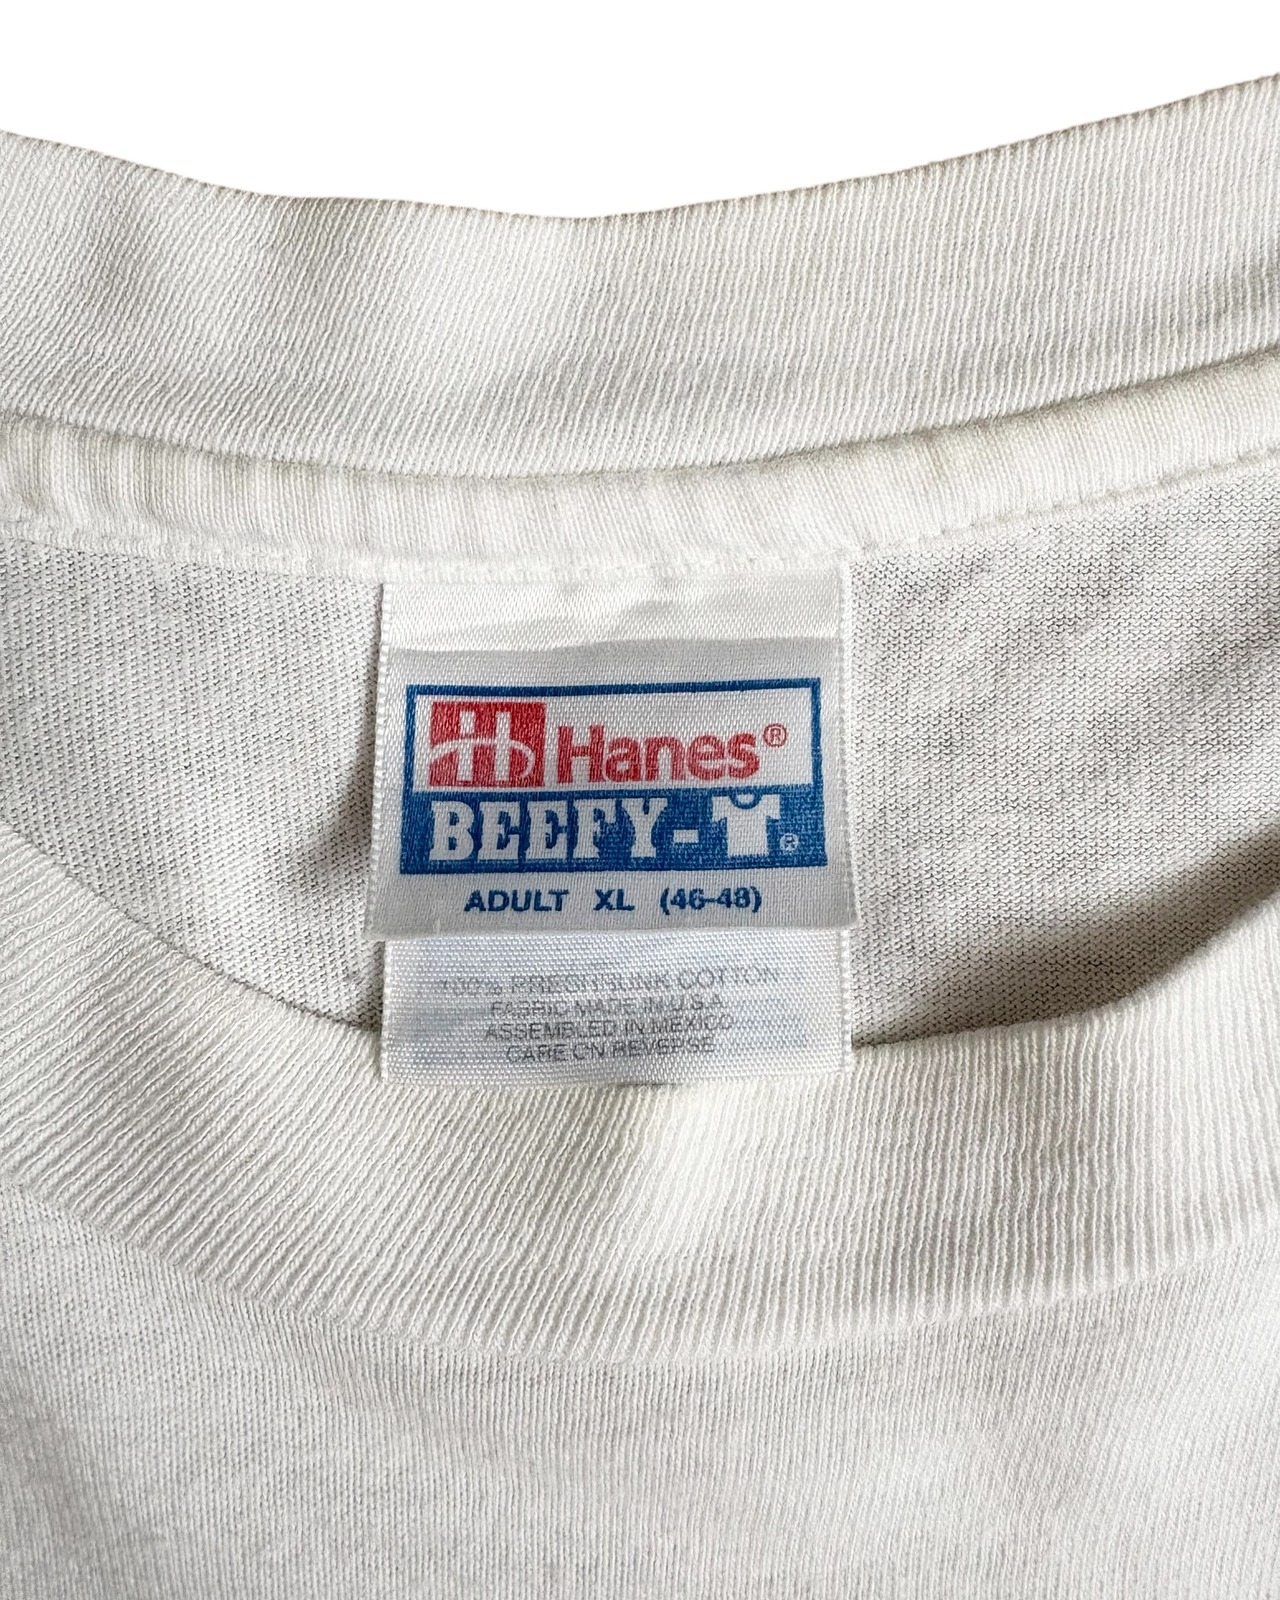 Hanes®
BEEFY-T®
ADULT XL (46-48)
100% PRESHRUNK COTTON
FABRIC MADE IN U.S.A.
ASSEMBLED IN MEXICO
CARE ON REVERSE